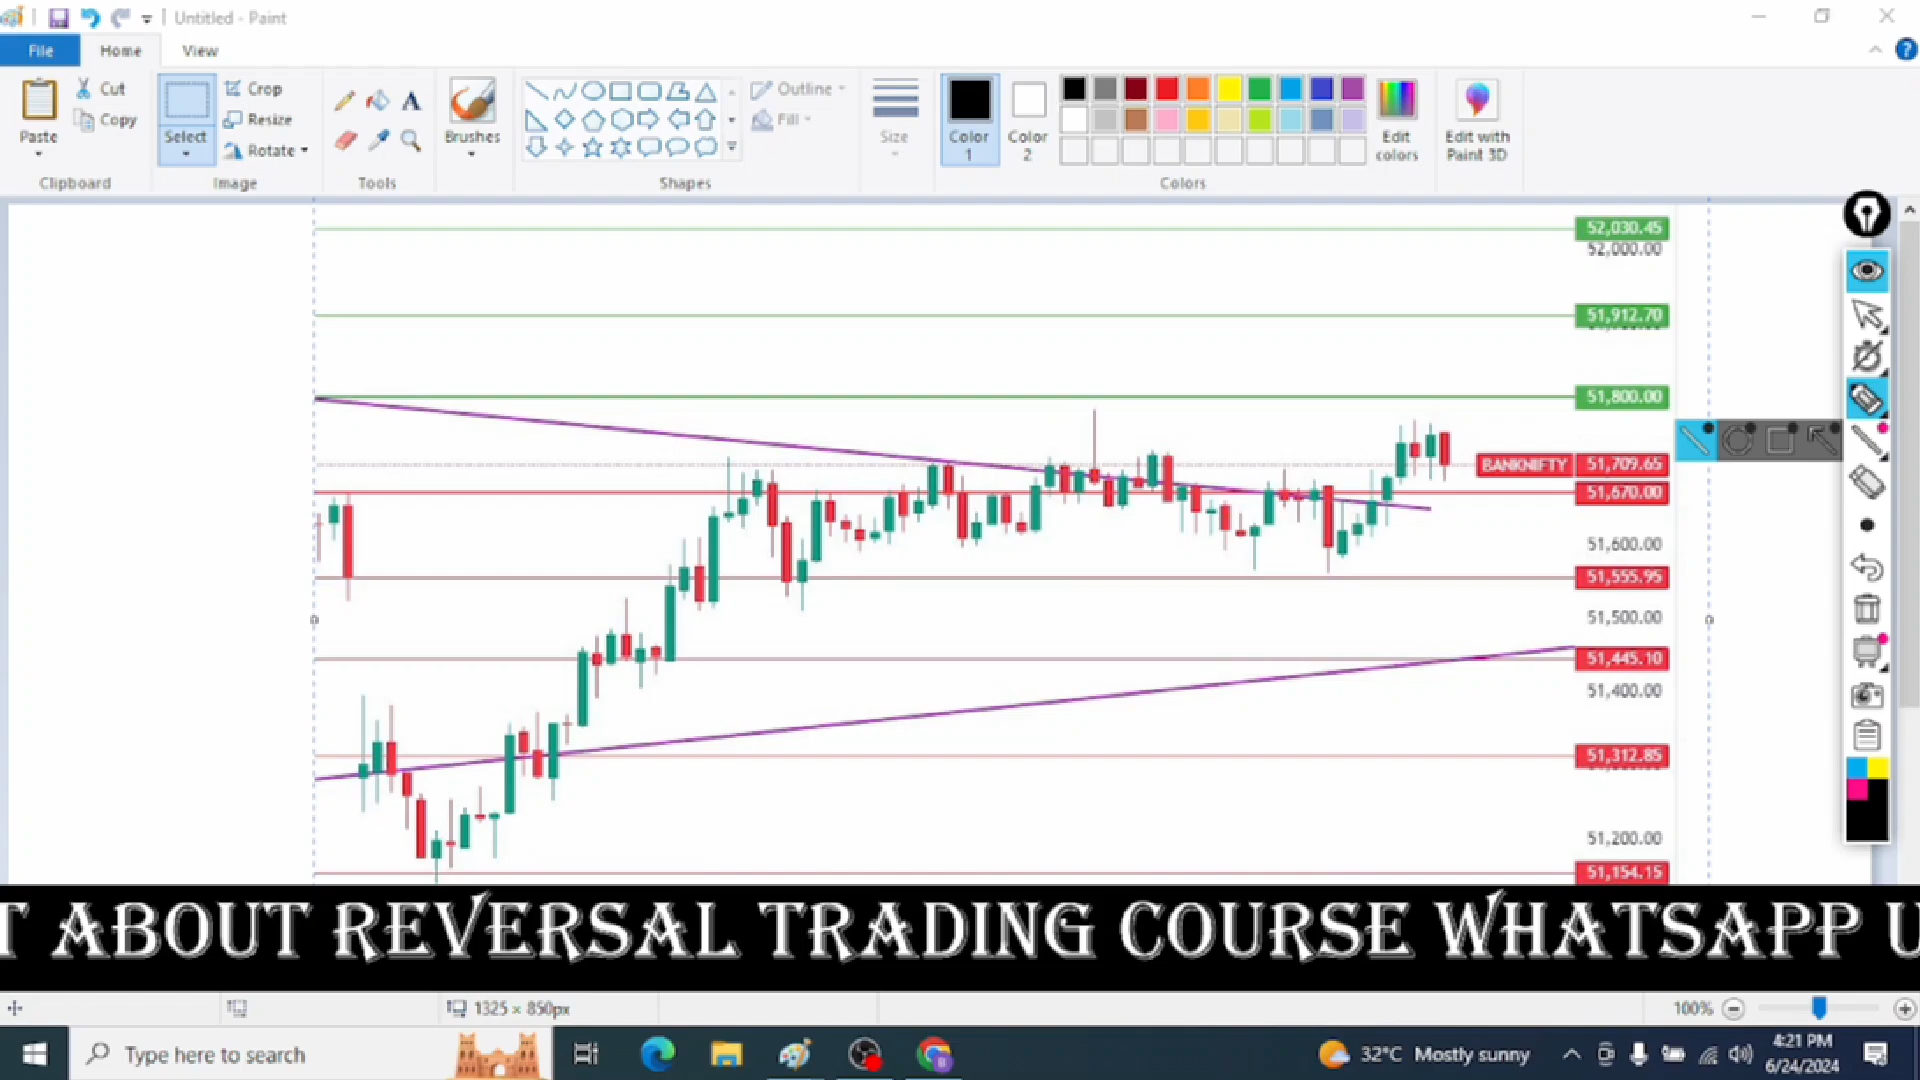 Untitled - Paint
File Home View
Paste
Cut
Copy
Clipboard
Select
Crop
Resize
Rotate
Image
Tools
Brushes
Shapes
Outline
Fill
Size
Color 1
Color 2
Edit colors
Edit with Paint 3D
Colors
52,030.45
52,000.00
51,912.70
51,800.00
BANKNIFTY 51,709.65
51,670.00
51,600.00
51,555.95
51,500.00
51,445.10
51,400.00
51,312.85
51,200.00
51,154.15
T ABOUT REVERSAL TRADING COURSE WHATSAPP U
1325 × 850px
100%
Type here to search
32°C Mostly sunny
4:21 PM
6/24/2024